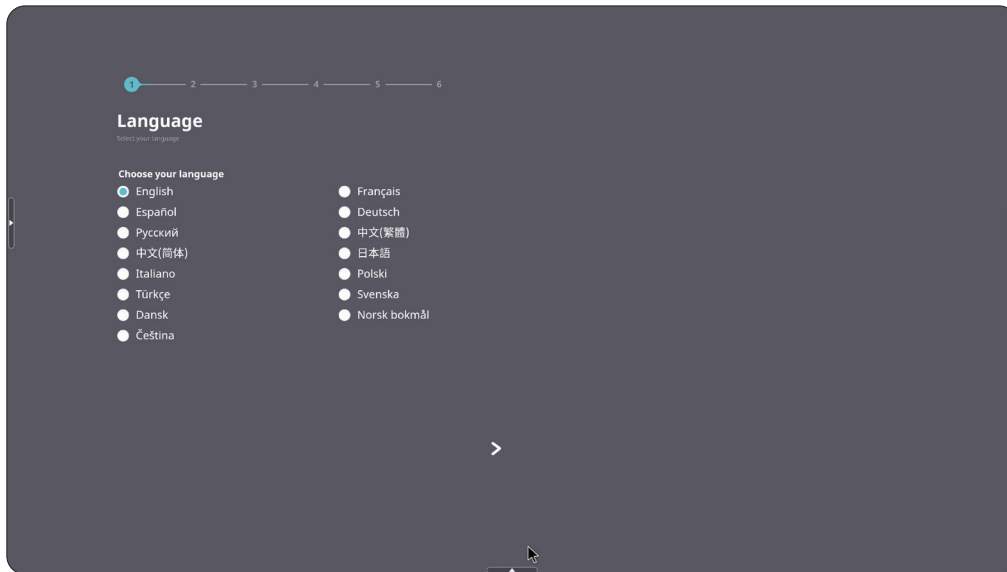 1 2 3 4 5 6
Language
Select your language
Choose your language
English
Français
Español
Deutsch
Русский
中文(繁體)
中文(简体)
日本語
Italiano
Polski
Türkçe
Svenska
Dansk
Norsk bokmål
Čeština